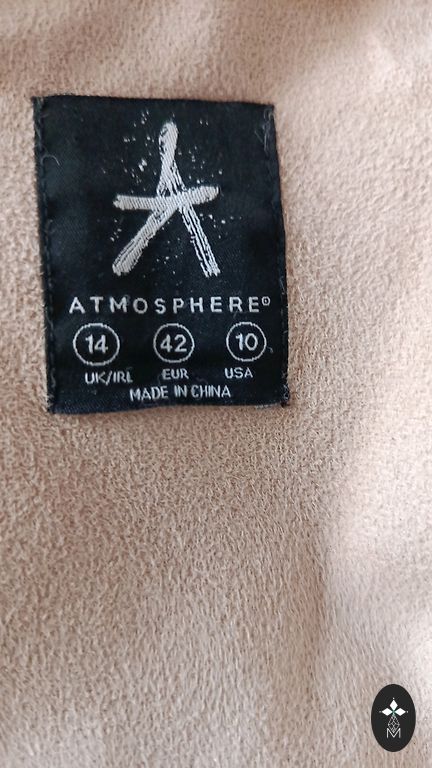 ATMOSPHERE®
14 42 10
UK/IRL EUR USA
MADE IN CHINA
M